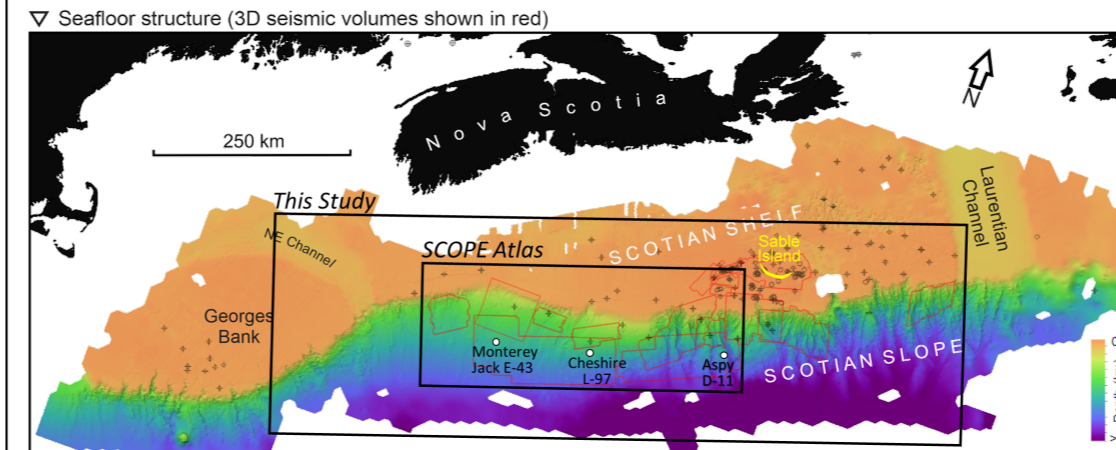 ▽ Seafloor structure (3D seismic volumes shown in red)
Nova Scotia
N
250 km
This Study
NE Channel
SCOPE Atlas
SCOTIAN SHELF
Sable
Island
Laurentian
Channel
Georges
Bank
Monterey
Jack E-43
Cheshire
L-97
Aspy
D-11
SCOTIAN SLOPE